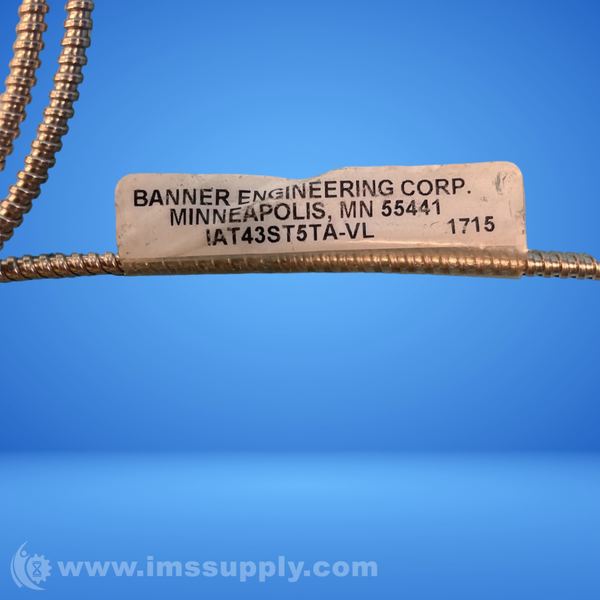 BANNER ENGINEERING CORP.
MINNEAPOLIS, MN 55441
IAT43ST5TA-VL 1715
www.imssupply.com